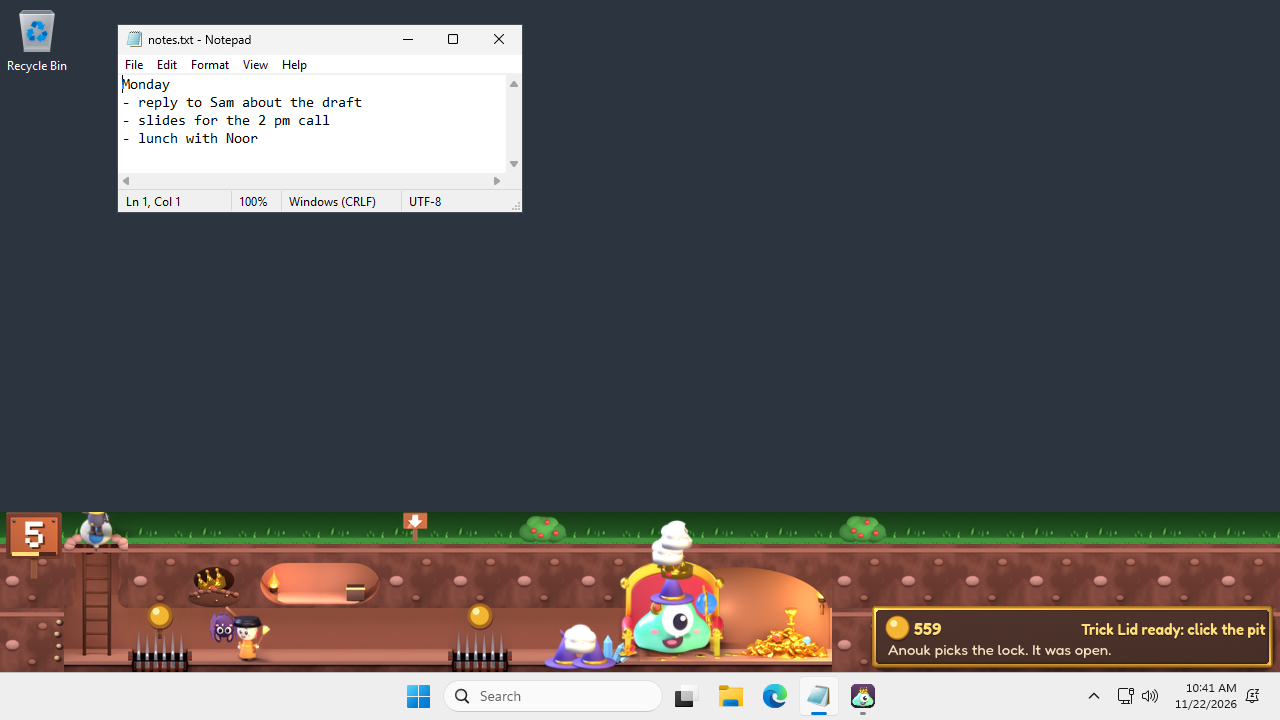 Recycle Bin
notes.txt - Notepad
File Edit Format View Help
Monday
- reply to Sam about the draft
- slides for the 2 pm call
- lunch with Noor
Ln 1, Col 1 100% Windows (CRLF) UTF-8
5
559 Trick Lid ready: click the pit
Anouk picks the lock. It was open.
Search
10:41 AM
11/22/2026